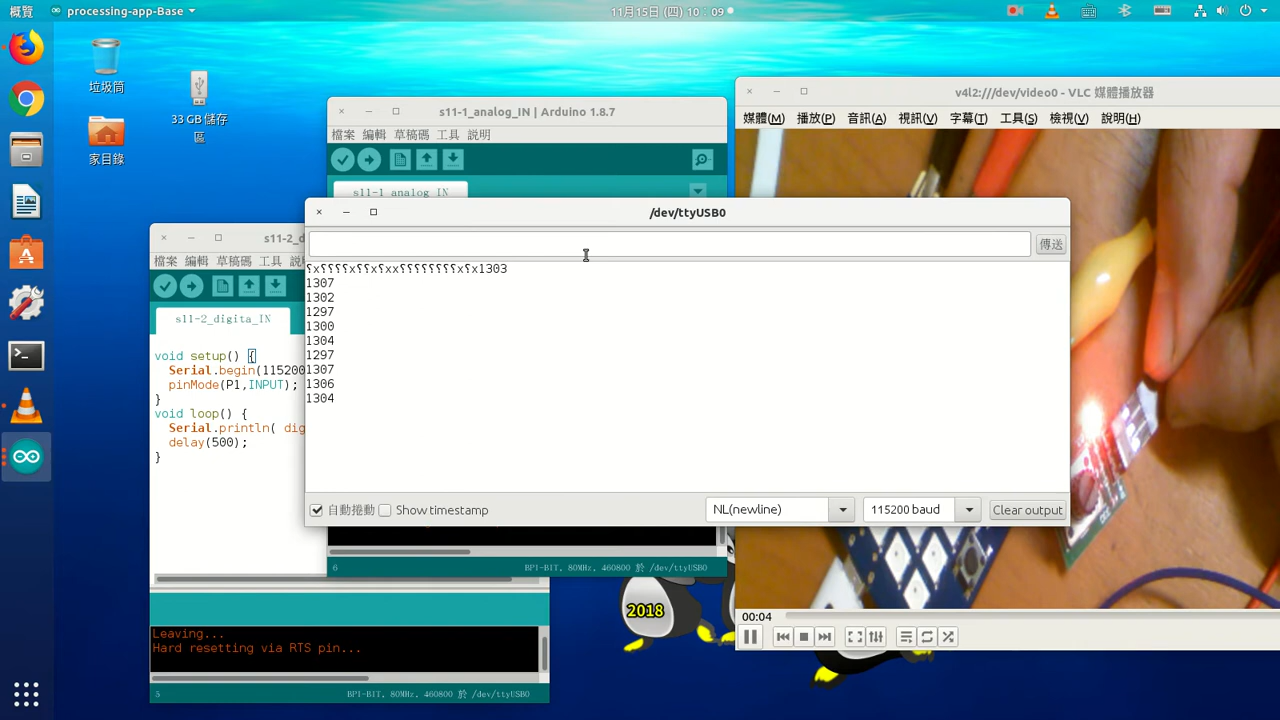 概覽
processing-app-Base
11月15日 (四) 10：09
垃圾筒
33 GB 儲存
區
家目錄
s11-1_analog_IN | Arduino 1.8.7
檔案 編輯 草稿碼 工具 説明
s11-1_analog_IN
v4l2:///dev/video0 - VLC 媒體播放器
媒體(M) 播放(P) 音訊(A) 視訊(V) 字幕(T) 工具(S) 檢視(V) 說明(H)
s11-2_d
檔案 編輯 草稿碼 工具
s11-2_digita_IN
void setup() {
Serial.begin(115200
pinMode(P1,INPUT);
}
void loop() {
Serial.println( dig
delay(500);
}
/dev/ttyUSB0
傳送
⸮x⸮⸮⸮⸮x⸮⸮x⸮xx⸮⸮⸮⸮⸮⸮⸮⸮x⸮x1303
1307
1302
1297
1300
1304
1297
1307
1306
1304
自動捲動
Show timestamp
NL(newline)
115200 baud
Clear output
6
BPI-BIT, 80MHz, 460800 於 /dev/ttyUSB0
Leaving...
Hard resetting via RTS pin...
5
BPI-BIT, 80MHz, 460800 於 /dev/ttyUSB0
2018
00:04